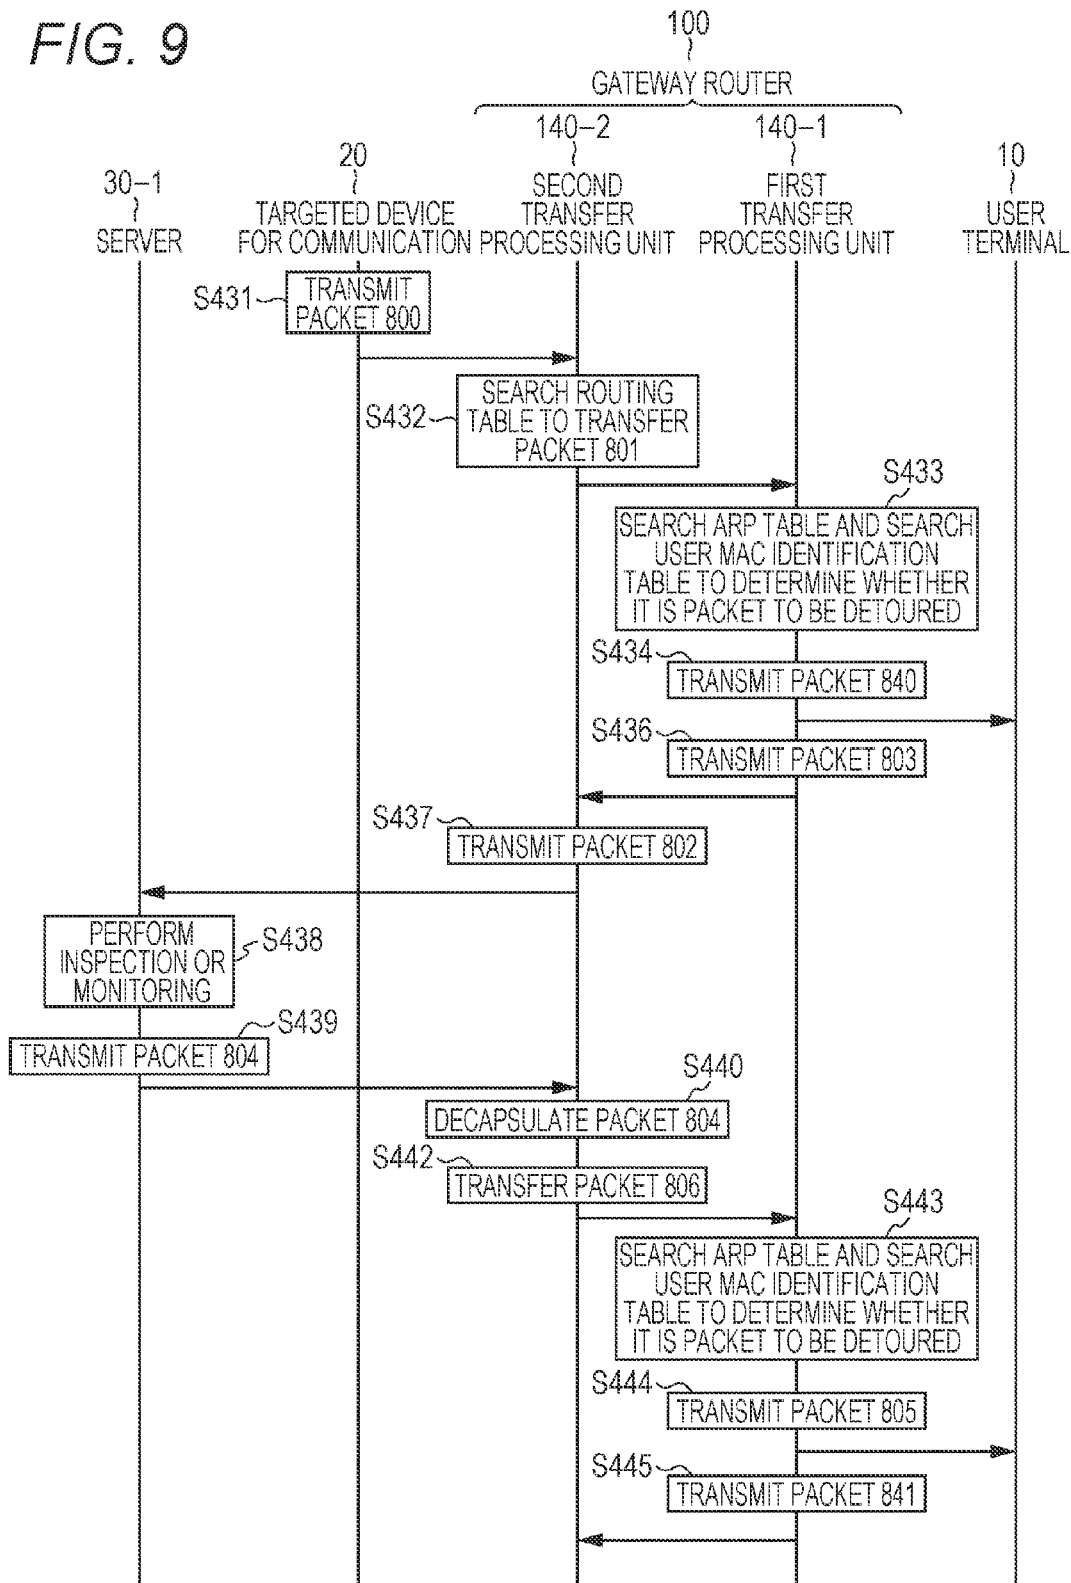 FIG. 9
100
GATEWAY ROUTER
140-2
140-1
30-1
SERVER
20
TARGETED DEVICE
FOR COMMUNICATION
SECOND
TRANSFER
PROCESSING UNIT
FIRST
TRANSFER
PROCESSING UNIT
10
USER
TERMINAL
S431
TRANSMIT
PACKET 800
S432
SEARCH ROUTING
TABLE TO TRANSFER
PACKET 801
S433
SEARCH ARP TABLE AND SEARCH
USER MAC IDENTIFICATION
TABLE TO DETERMINE WHETHER
IT IS PACKET TO BE DETOURED
S434
TRANSMIT PACKET 840
S436
TRANSMIT PACKET 803
S437
TRANSMIT PACKET 802
PERFORM
INSPECTION OR
MONITORING
S438
S439
TRANSMIT PACKET 804
S440
DECAPSULATE PACKET 804
S442
TRANSFER PACKET 806
S443
SEARCH ARP TABLE AND SEARCH
USER MAC IDENTIFICATION
TABLE TO DETERMINE WHETHER
IT IS PACKET TO BE DETOURED
S444
TRANSMIT PACKET 805
S445
TRANSMIT PACKET 841